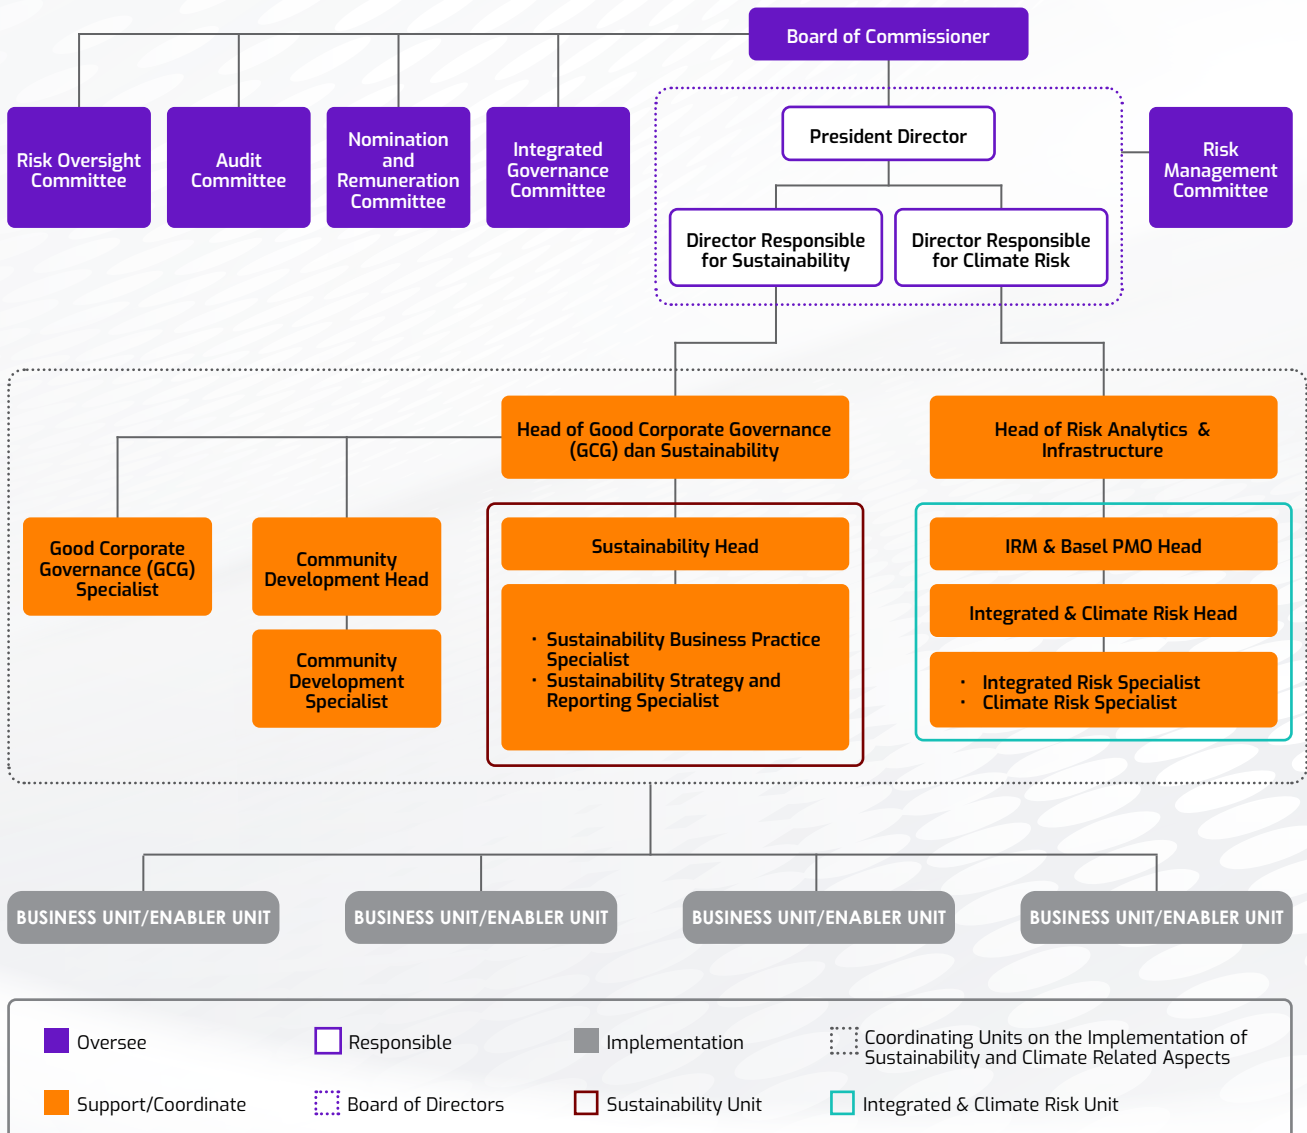 Board of Commissioner
Risk Oversight
Committee
Audit
Committee
Nomination
and
Remuneration
Committee
Integrated
Governance
Committee
President Director
Risk
Management
Committee
Director Responsible
for Sustainability
Director Responsible
for Climate Risk
Head of Good Corporate Governance
(GCG) dan Sustainability
Head of Risk Analytics &
Infrastructure
Good Corporate
Governance (GCG)
Specialist
Community
Development Head
Community
Development
Specialist
Sustainability Head
· Sustainability Business Practice
Specialist
· Sustainability Strategy and
Reporting Specialist
IRM & Basel PMO Head
Integrated & Climate Risk Head
· Integrated Risk Specialist
· Climate Risk Specialist
BUSINESS UNIT/ENABLER UNIT
BUSINESS UNIT/ENABLER UNIT
BUSINESS UNIT/ENABLER UNIT
BUSINESS UNIT/ENABLER UNIT
Oversee
Responsible
Implementation
Coordinating Units on the Implementation of
Sustainability and Climate Related Aspects
Support/Coordinate
Board of Directors
Sustainability Unit
Integrated & Climate Risk Unit